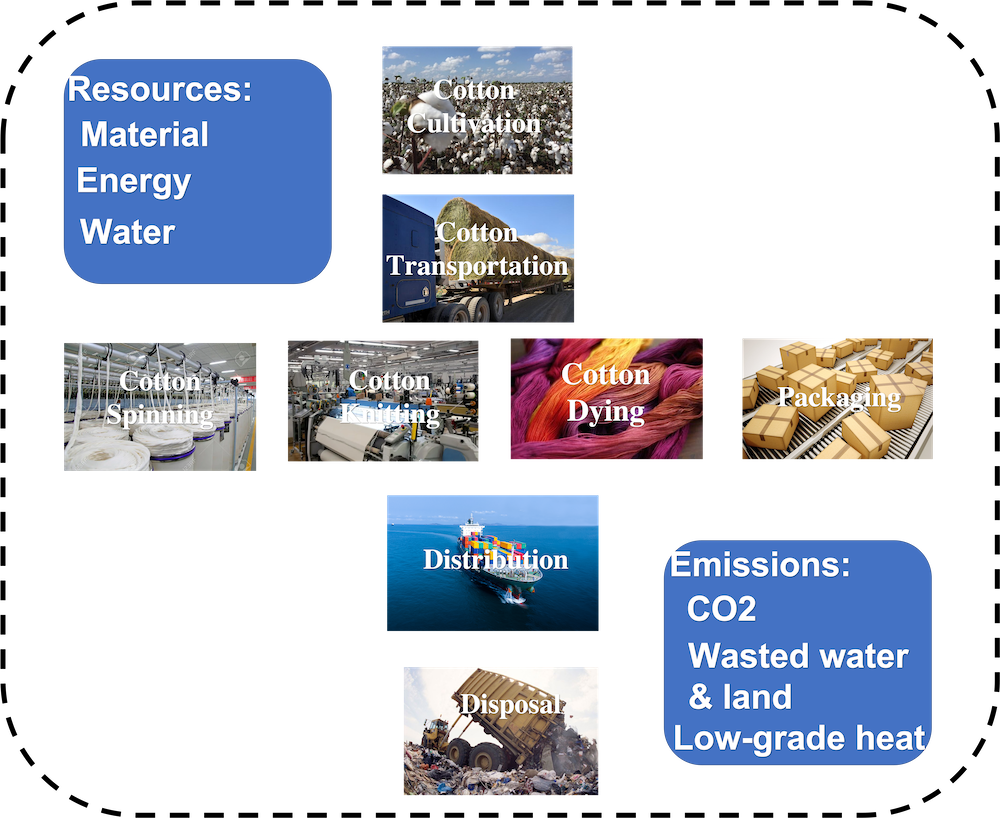 Resources:
Material
Energy
Water
Cotton
Cultivation
Cotton
Transportation
Cotton
Spinning
Cotton
Knitting
Cotton
Dying
Packaging
Distribution
Disposal
Emissions:
CO2
Wasted water
& land
Low-grade heat